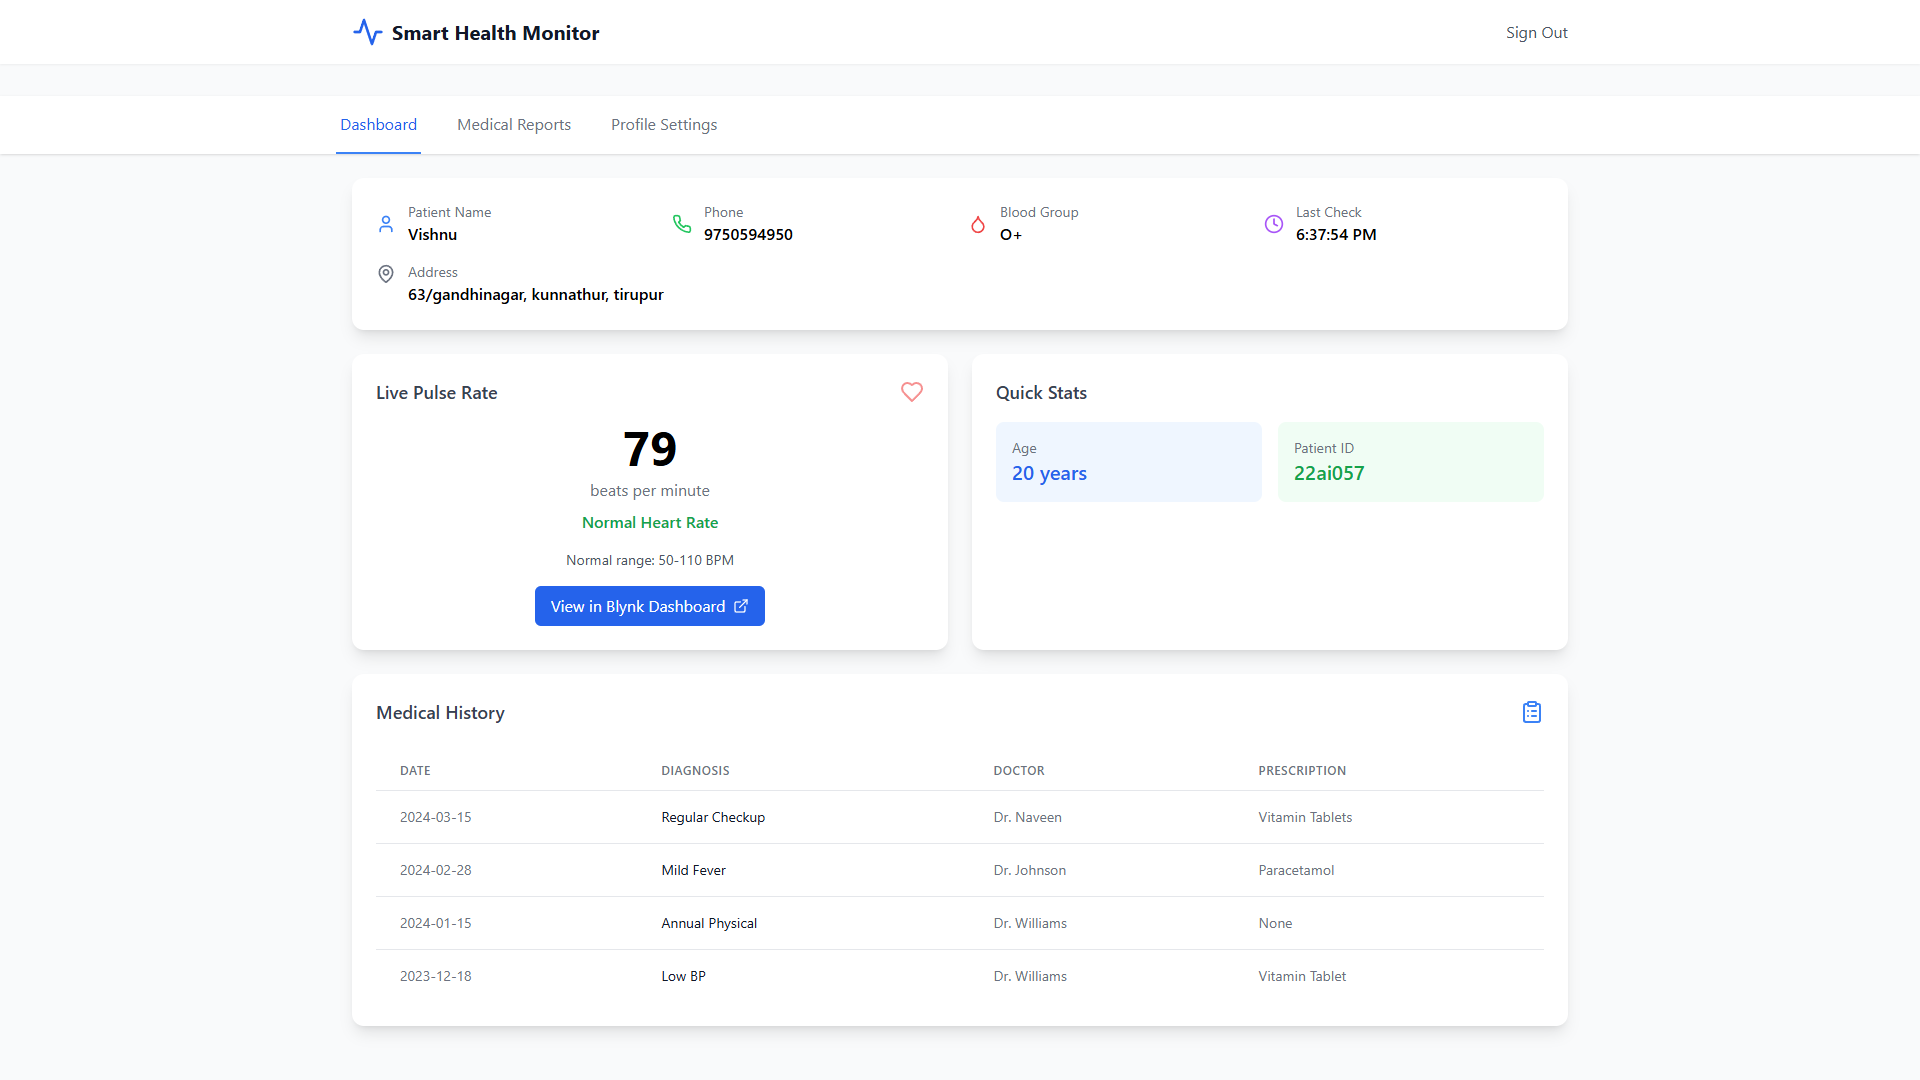 Smart Health Monitor
Sign Out
Dashboard
Medical Reports
Profile Settings
Patient Name
Vishnu
Phone
9750594950
Blood Group
O+
Last Check
6:37:54 PM
Address
63/gandhinagar, kunnathur, tirupur
Live Pulse Rate
79
beats per minute
Normal Heart Rate
Normal range: 50-110 BPM
View in Blynk Dashboard
Quick Stats
Age
20 years
Patient ID
22ai057
Medical History
DATE DIAGNOSIS DOCTOR PRESCRIPTION
2024-03-15 Regular Checkup Dr. Naveen Vitamin Tablets
2024-02-28 Mild Fever Dr. Johnson Paracetamol
2024-01-15 Annual Physical Dr. Williams None
2023-12-18 Low BP Dr. Williams Vitamin Tablet